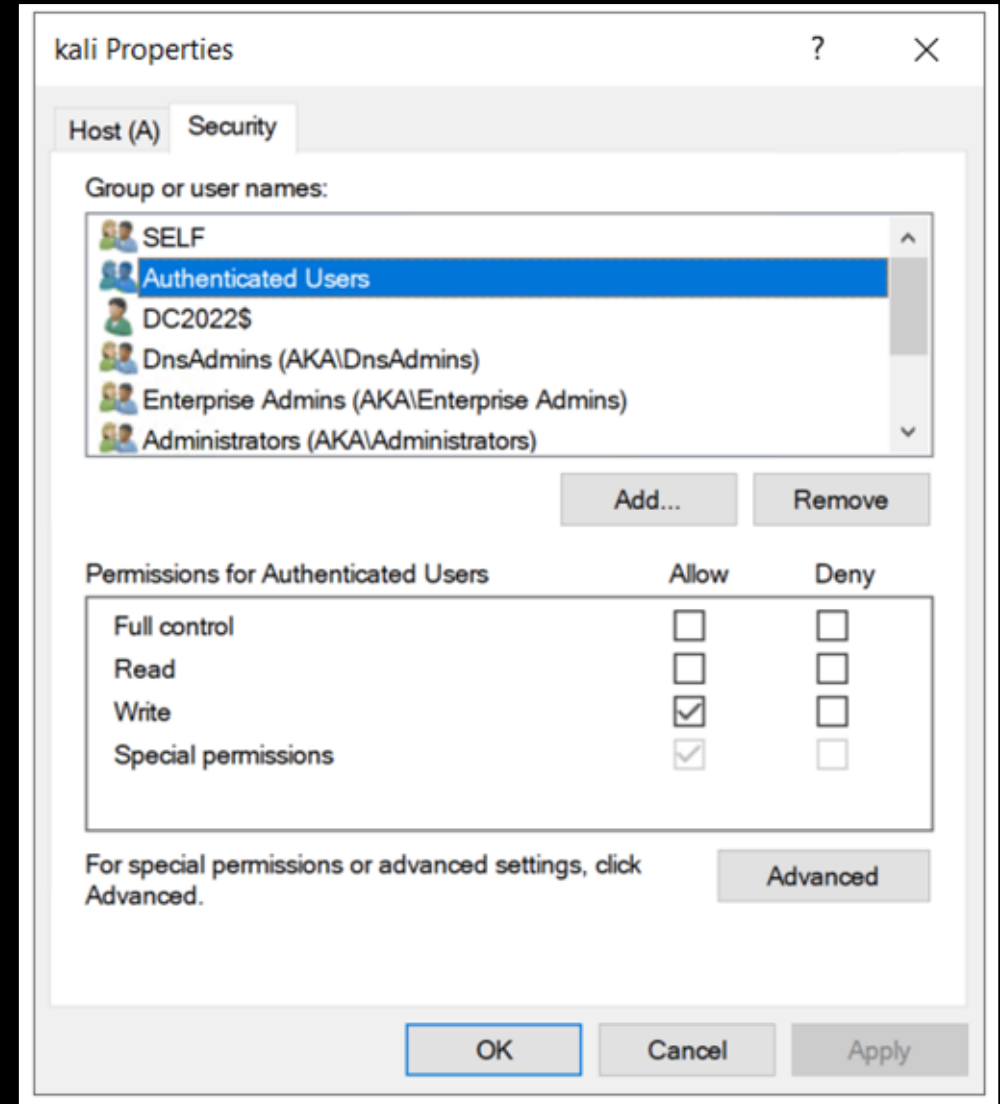 kali Properties
?
Host (A)
Security
Group or user names:
SELF
Authenticated Users
DC2022$
DnsAdmins (AKA\DnsAdmins)
Enterprise Admins (AKA\Enterprise Admins)
Administrators (AKA\Administrators)
Add... Remove
Permissions for Authenticated Users Allow Deny
Full control
Read
Write
Special permissions
For special permissions or advanced settings, click
Advanced.
Advanced
OK Cancel Apply